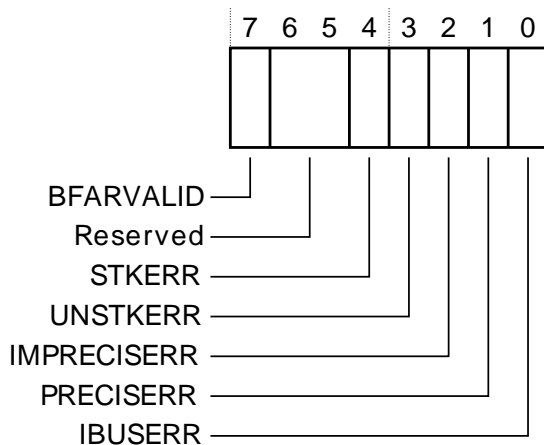 7 6 5 4 3 2 1 0
BFARVALID
Reserved
STKERR
UNSTKERR
IMPRECISERR
PRECISERR
IBUSERR